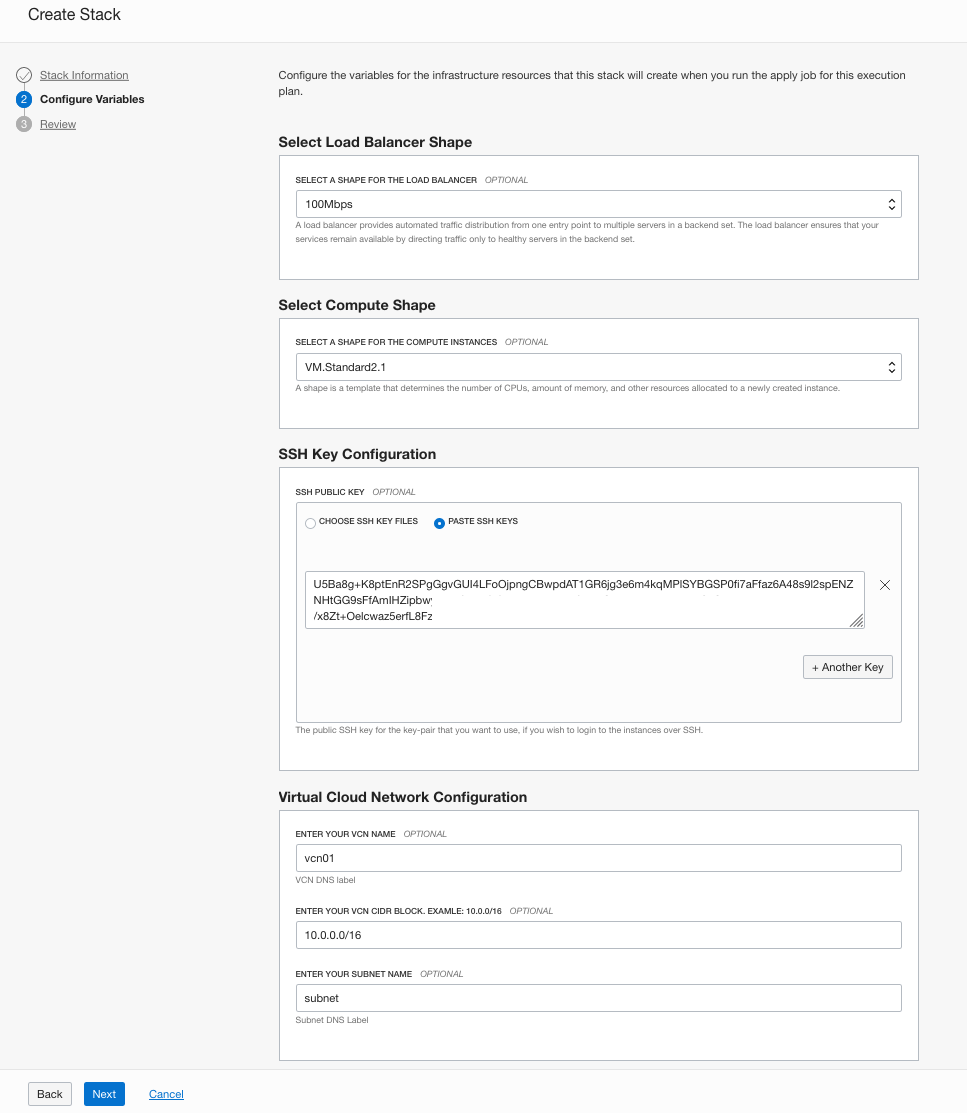 Create Stack
Stack Information
2 Configure Variables
3 Review
Configure the variables for the infrastructure resources that this stack will create when you run the apply job for this execution
plan.
Select Load Balancer Shape
SELECT A SHAPE FOR THE LOAD BALANCER OPTIONAL
100Mbps
A load balancer provides automated traffic distribution from one entry point to multiple servers in a backend set. The load balancer ensures that your
services remain available by directing traffic only to healthy servers in the backend set.
Select Compute Shape
SELECT A SHAPE FOR THE COMPUTE INSTANCES OPTIONAL
VM.Standard2.1
A shape is a template that determines the number of CPUs, amount of memory, and other resources allocated to a newly created instance.
SSH Key Configuration
SSH PUBLIC KEY OPTIONAL
CHOOSE SSH KEY FILES PASTE SSH KEYS
U5Ba8g+K8ptEnR2SPgGgvGUI4LFoOjpngCBwpdAT1GR6jg3e6m4kqMPlSYBGSP0fi7aFfaz6A48s9l2spENZ
NHtGG9sFfAmIHZipbw
/x8Zt+Oelcwaz5erfL8Fz
+ Another Key
The public SSH key for the key-pair that you want to use, if you wish to login to the instances over SSH.
Virtual Cloud Network Configuration
ENTER YOUR VCN NAME OPTIONAL
vcn01
VCN DNS label
ENTER YOUR VCN CIDR BLOCK. EXAMLE: 10.0.0/16 OPTIONAL
10.0.0.0/16
ENTER YOUR SUBNET NAME OPTIONAL
subnet
Subnet DNS Label
Back Next Cancel